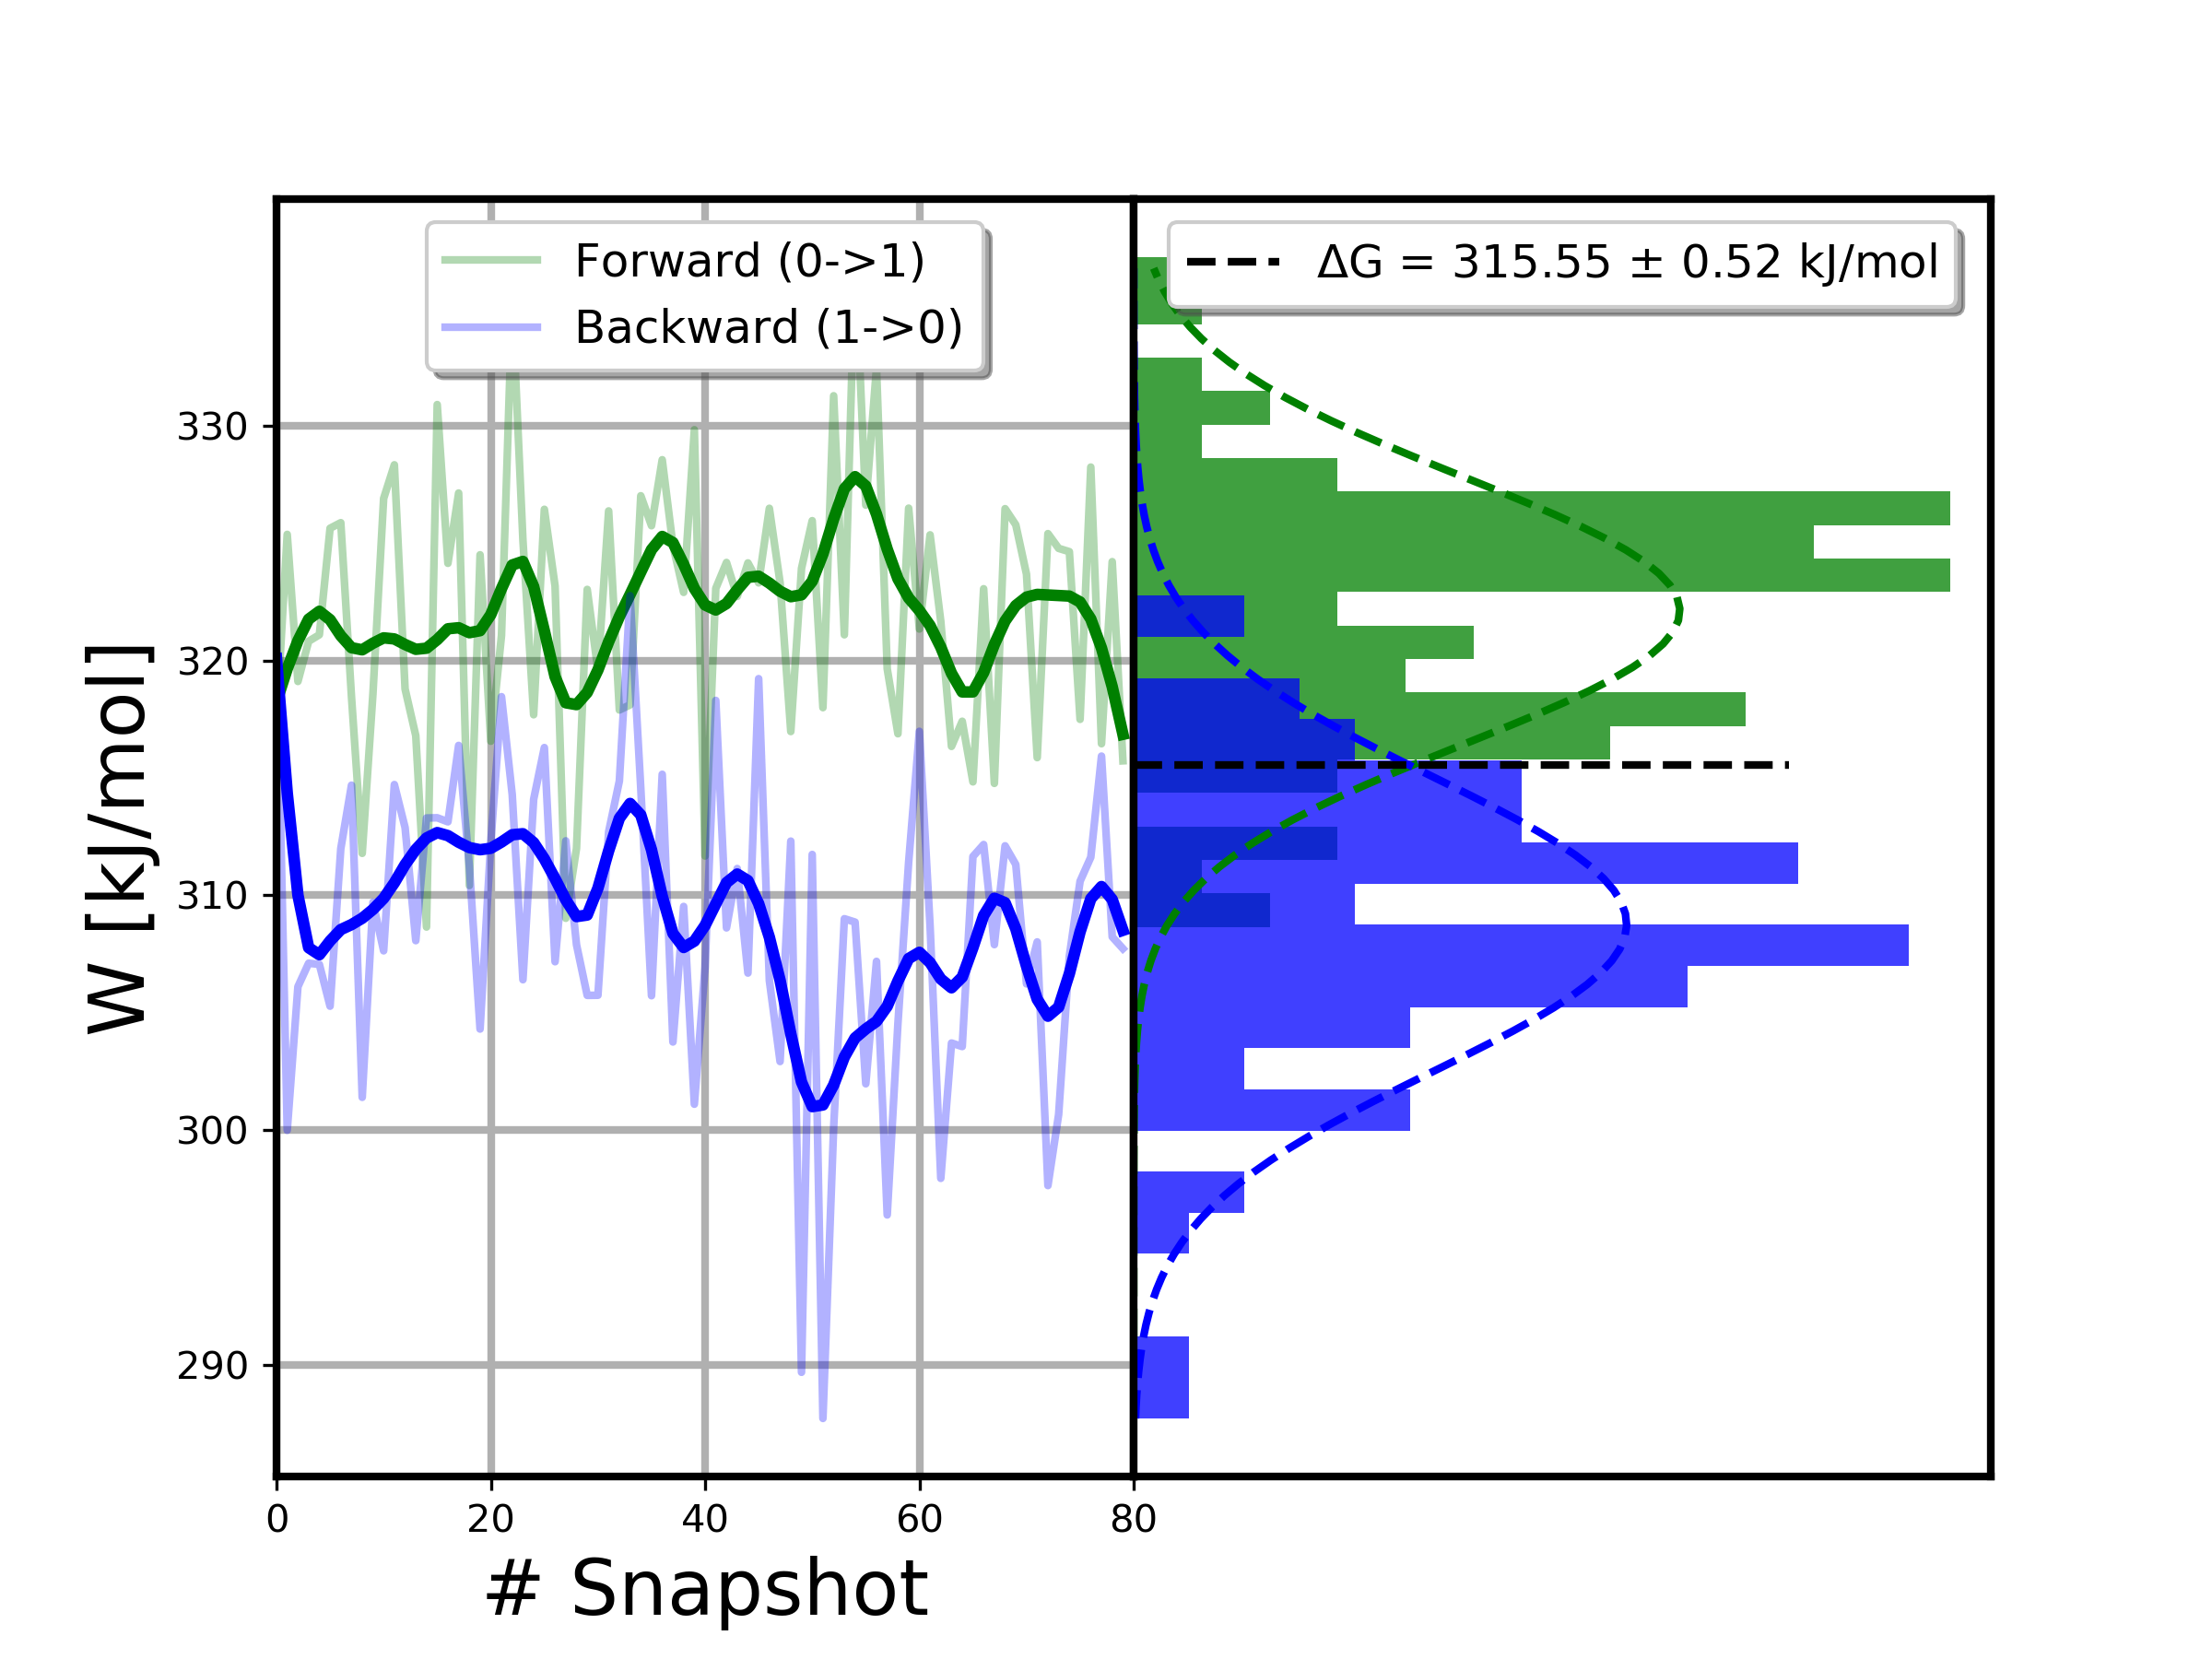 Forward (0->1)
Backward (1->0)
ΔG = 315.55 ± 0.52 kJ/mol
W [kJ/mol]
330
320
310
300
290
0 20 40 60 80
# Snapshot